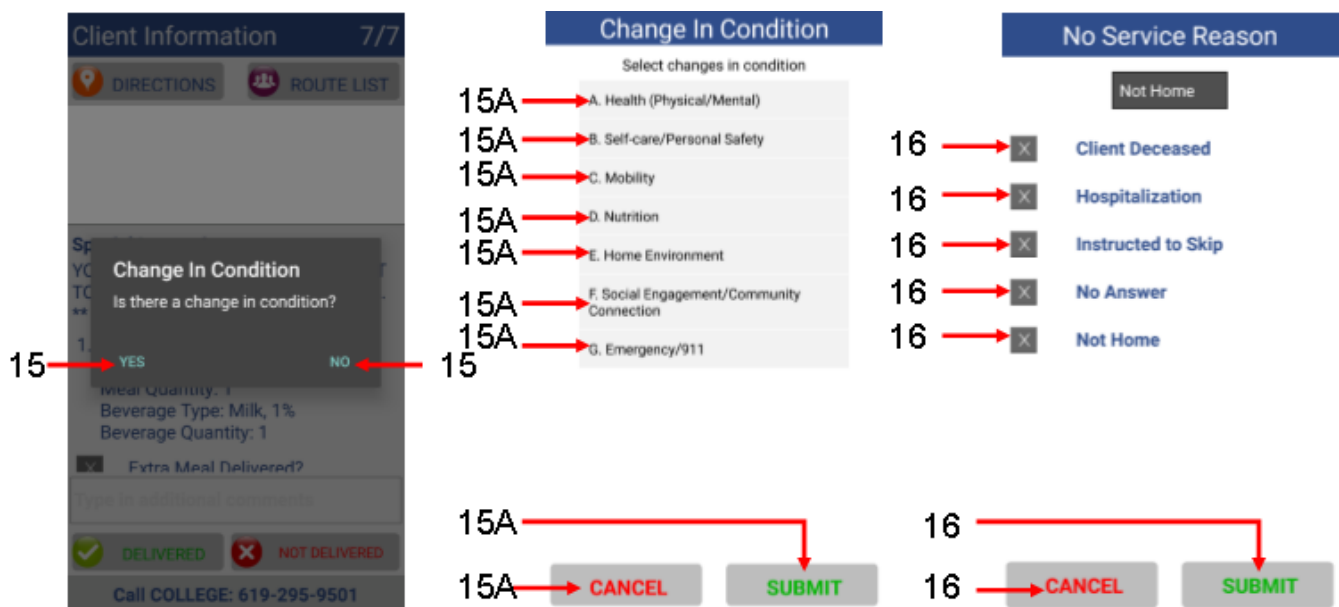 Client Information 7/7
DIRECTIONS ROUTE LIST
Sp
YO T
TO
**
1.
Change In Condition
Is there a change in condition?
15 YES NO 15
Meal Quantity: 1
Beverage Type: Milk, 1%
Beverage Quantity: 1
X Extra Meal Delivered?
Type in additional comments
DELIVERED NOT DELIVERED
Call COLLEGE: 619-295-9501
Change In Condition
Select changes in condition
15A A. Health (Physical/Mental)
15A B. Self-care/Personal Safety
15A C. Mobility
15A D. Nutrition
15A E. Home Environment
15A F. Social Engagement/Community
Connection
15A G. Emergency/911
15A
15A CANCEL SUBMIT
No Service Reason
Not Home
16 X Client Deceased
16 X Hospitalization
16 X Instructed to Skip
16 X No Answer
16 X Not Home
16
16 CANCEL SUBMIT